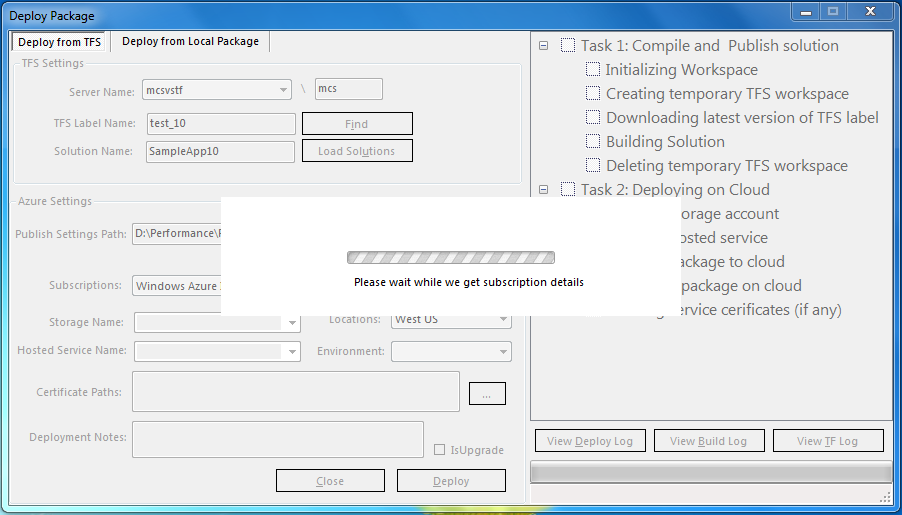 Deploy Package
Deploy from TFS
Deploy from Local Package
TFS Settings
Server Name: mcsvstf \ mcs
TFS Label Name: test_10 Find
Solution Name: SampleApp10 Load Solutions
Azure Settings
Publish Settings Path: D:\Performance\
Subscriptions: Windows Azure
Please wait while we get subscription details
Storage Name: Locations: West US
Hosted Service Name: Environment:
Certificate Paths: ...
Deployment Notes:
IsUpgrade
Close Deploy
Task 1: Compile and Publish solution
Initializing Workspace
Creating temporary TFS workspace
Downloading latest version of TFS label
Building Solution
Deleting temporary TFS workspace
Task 2: Deploying on Cloud
orage account
osted service
ackage to cloud
package on cloud
ervice cerificates (if any)
View Deploy Log View Build Log View TF Log